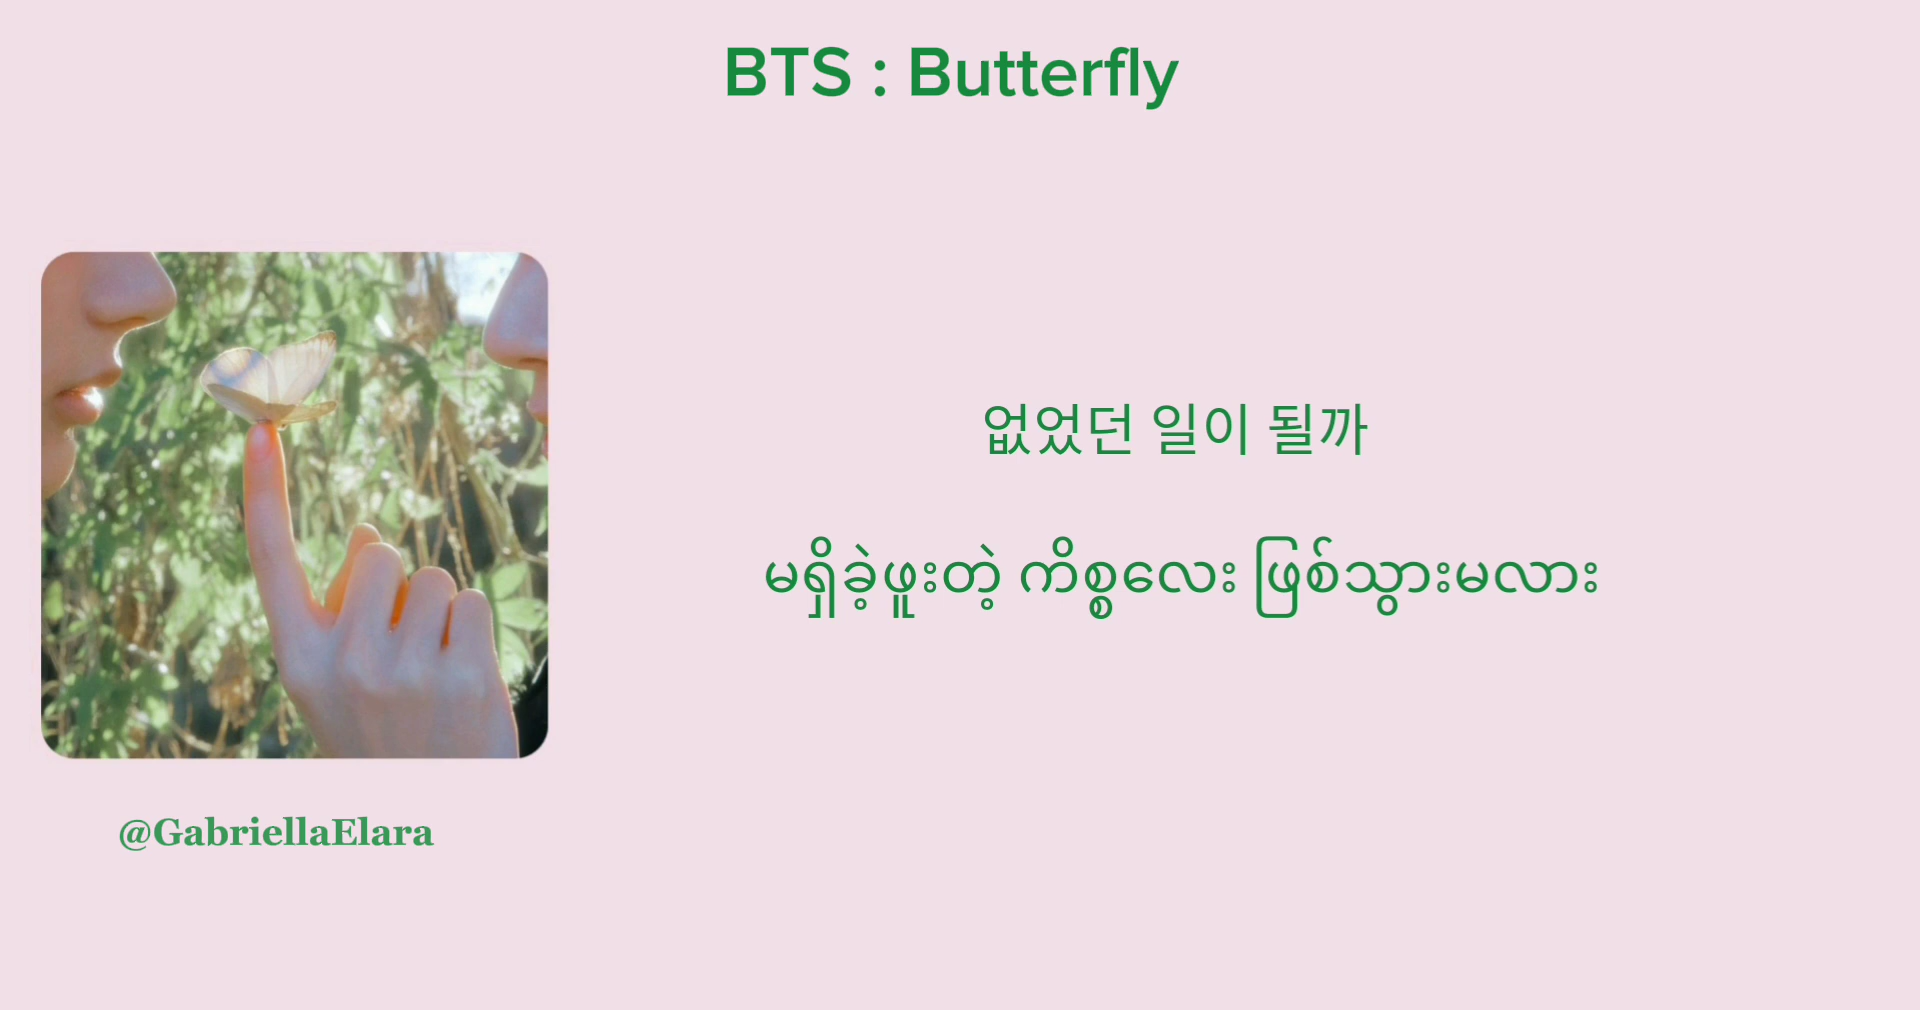 BTS : Butterfly
없었던 일이 될까
မရှိခဲ့ဖူးတဲ့ ကိစ္စလေး ဖြစ်သွားမလား
@GabriellaElara